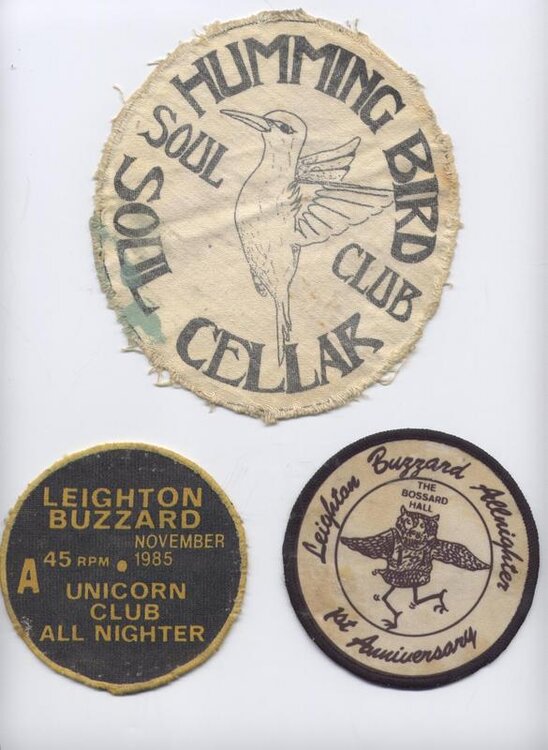 HUMMING BIRD
SOUL CLUB
SOUL CELLAR
LEIGHTON
BUZZARD
NOVEMBER
45 RPM • 1985
A
UNICORN
CLUB
ALL NIGHTER
Leighton Buzzard Allnighter
THE
BOSSARD
HALL
1st Anniversary